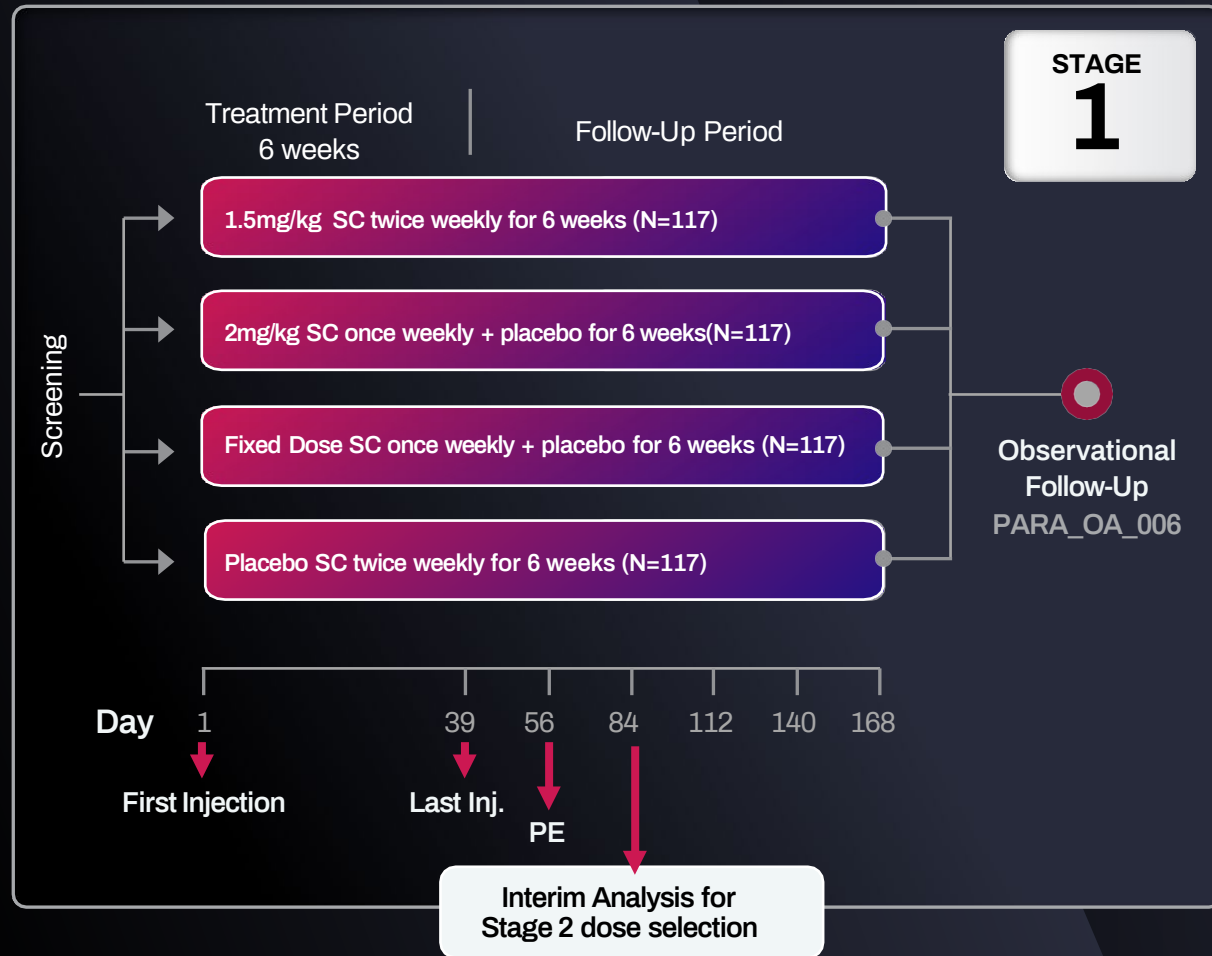 STAGE
1
Treatment Period
6 weeks
Follow-Up Period
1.5mg/kg SC twice weekly for 6 weeks (N=117)
2mg/kg SC once weekly + placebo for 6 weeks(N=117)
Screening
Fixed Dose SC once weekly + placebo for 6 weeks (N=117)
Observational
Follow-Up
PARA_OA_006
Placebo SC twice weekly for 6 weeks (N=117)
Day 1 39 56 84 112 140 168
First Injection
Last Inj.
PE
Interim Analysis for
Stage 2 dose selection